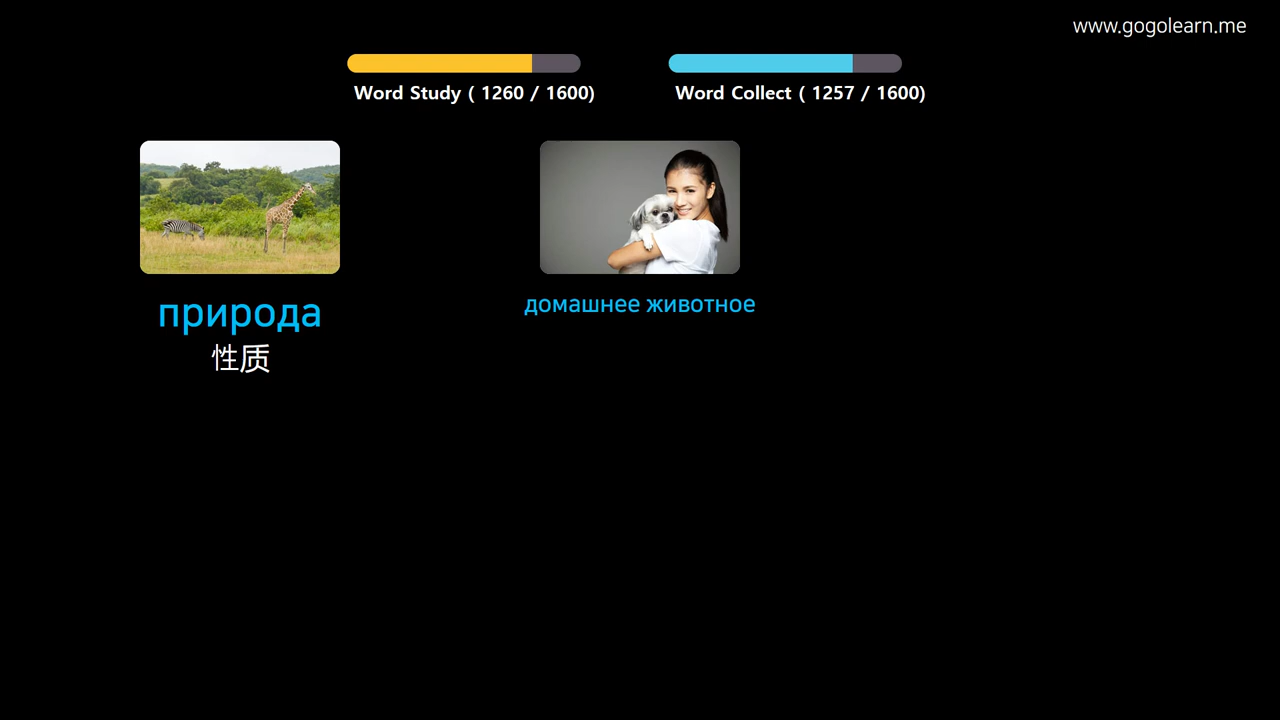 www.gogolearn.me
Word Study ( 1260 / 1600)
Word Collect ( 1257 / 1600)
природа
性质
домашнее животное